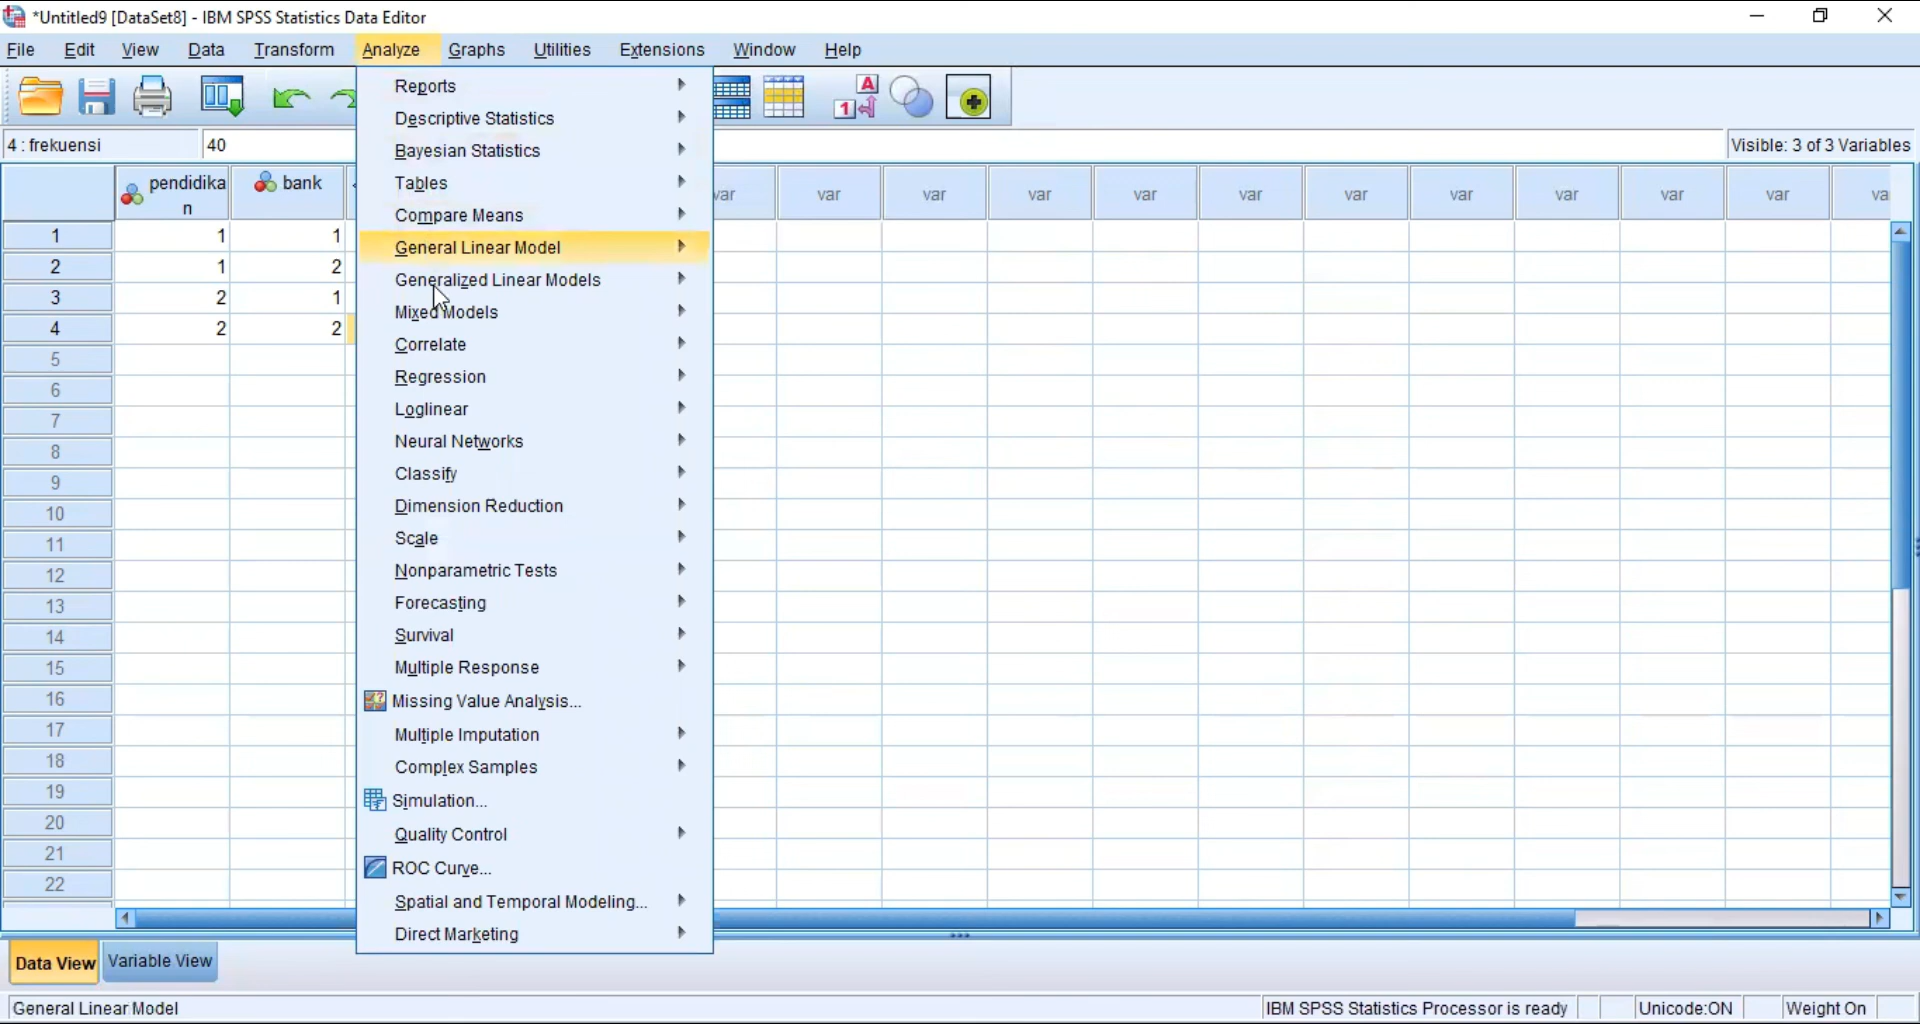 *Untitled9 [DataSet8] - IBM SPSS Statistics Data Editor
File Edit View Data Transform Analyze Graphs Utilities Extensions Window Help
1 A
4 : frekuensi 40 Visible: 3 of 3 Variables
pendidika
n
bank
var var var var var var var var var var var va
1 1 1
2 1 2
3 2 1
4 2 2
5
6
7
8
9
10
11
12
13
14
15
16
17
18
19
20
21
22
Reports
Descriptive Statistics
Bayesian Statistics
Tables
Compare Means
General Linear Model
Generalized Linear Models
Mixed Models
Correlate
Regression
Loglinear
Neural Networks
Classify
Dimension Reduction
Scale
Nonparametric Tests
Forecasting
Survival
Multiple Response
Missing Value Analysis...
Multiple Imputation
Complex Samples
Simulation...
Quality Control
ROC Curve...
Spatial and Temporal Modeling...
Direct Marketing
Data View Variable View
General Linear Model IBM SPSS Statistics Processor is ready Unicode:ON Weight On